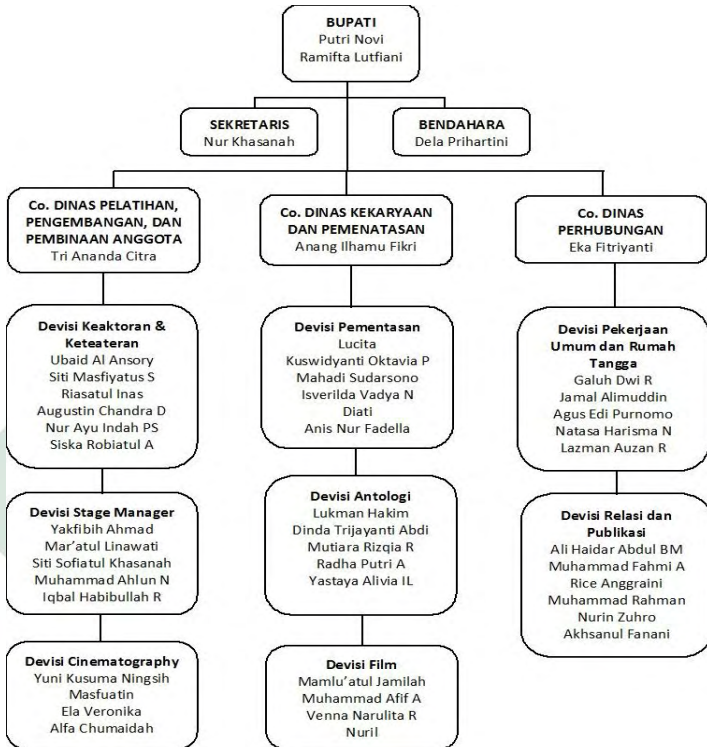 BUPATI
Putri Novi
Ramifta Lutfiani
SEKRETARIS
Nur Khasanah
BENDAHARA
Dela Prihartini
Co. DINAS PELATIHAN,
PENGEMBANGAN, DAN
PEMBINAAN ANGGOTA
Tri Ananda Citra
Co. DINAS KEKARYAAN
DAN PEMENATASAN
Anang Ilhamu Fikri
Co. DINAS
PERHUBUNGAN
Eka Fitriyanti
Devisi Keaktoran &
Keteateran
Ubaid Al Ansory
Siti Masfiyatus S
Riasatul Inas
Augustin Chandra D
Nur Ayu Indah PS
Siska Robiatul A
Devisi Pementasan
Lucita
Kuswidyanti Oktavia P
Mahadi Sudarsono
Isverilda Vadya N
Diati
Anis Nur Fadella
Devisi Pekerjaan
Umum dan Rumah
Tangga
Galuh Dwi R
Jamal Alimuddin
Agus Edi Purnomo
Natasa Harisma N
Lazman Auzan R
Devisi Stage Manager
Yakfibih Ahmad
Mar'atul Linawati
Siti Sofiatul Khasanah
Muhammad Ahlun N
Iqbal Habibullah R
Devisi Antologi
Lukman Hakim
Dinda Trijayanti Abdi
Mutiara Rizqia R
Radha Putri A
Yastaya Alivia IL
Devisi Relasi dan
Publikasi
Ali Haidar Abdul BM
Muhammad Fahmi A
Rice Anggraini
Muhammad Rahman
Nurin Zuhro
Akhsanul Fanani
Devisi Cinematography
Yuni Kusuma Ningsih
Masfuatin
Ela Veronika
Alfa Chumaidah
Devisi Film
Mamlu'atul Jamilah
Muhammad Afif A
Venna Narulita R
Nuril